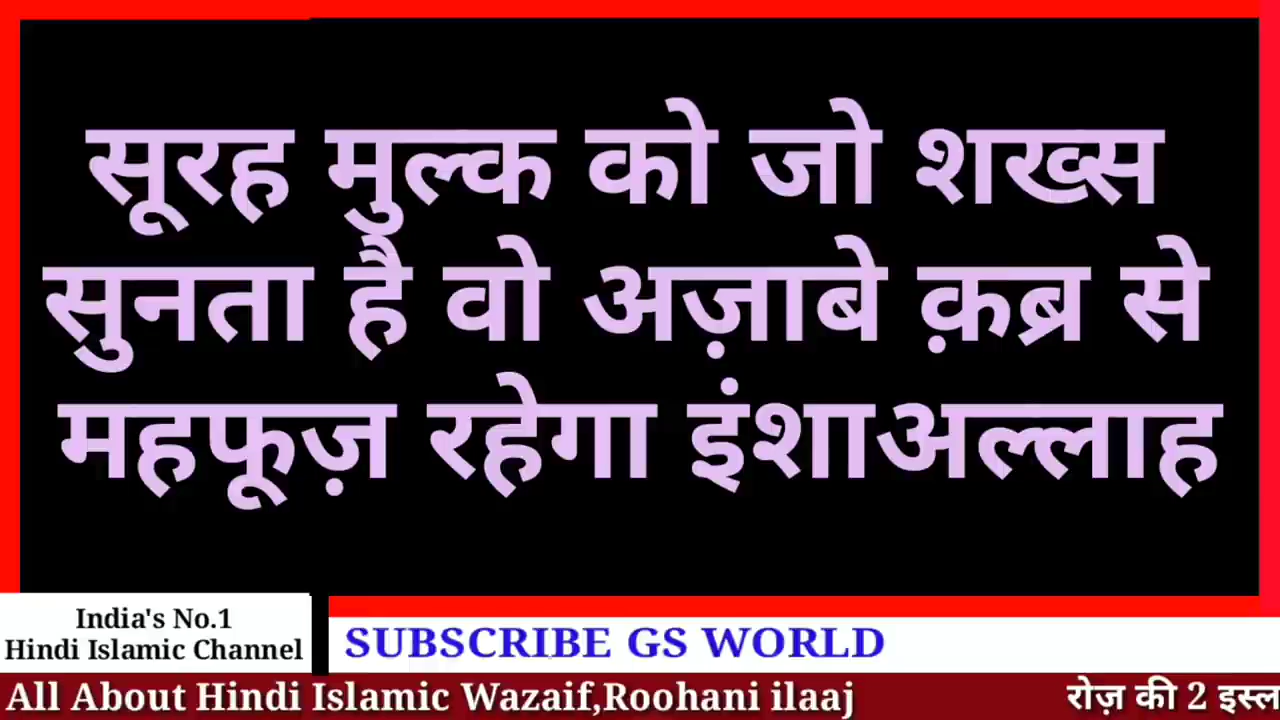 सूरह मुल्क को जो शख्स
सुनता है वो अज़ाबे क़ब्र से
महफूज़ रहेगा इंशाअल्लाह
India's No.1
Hindi Islamic Channel
SUBSCRIBE GS WORLD
All About Hindi Islamic Wazaif,Roohani ilaaj
रोज़ की 2